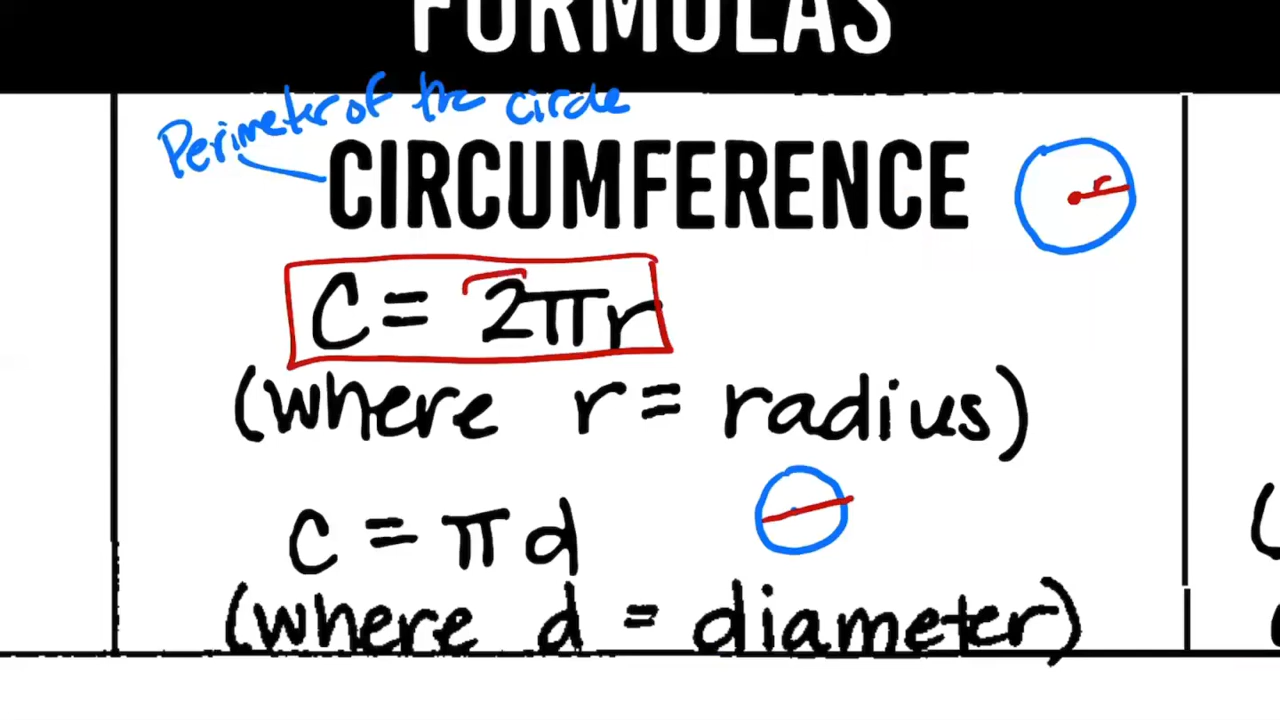 FORMULAS
Perimeter of the circle
CIRCUMFERENCE
r
C = 2πr
(where r = radius)
c = πd
(where d = diameter)